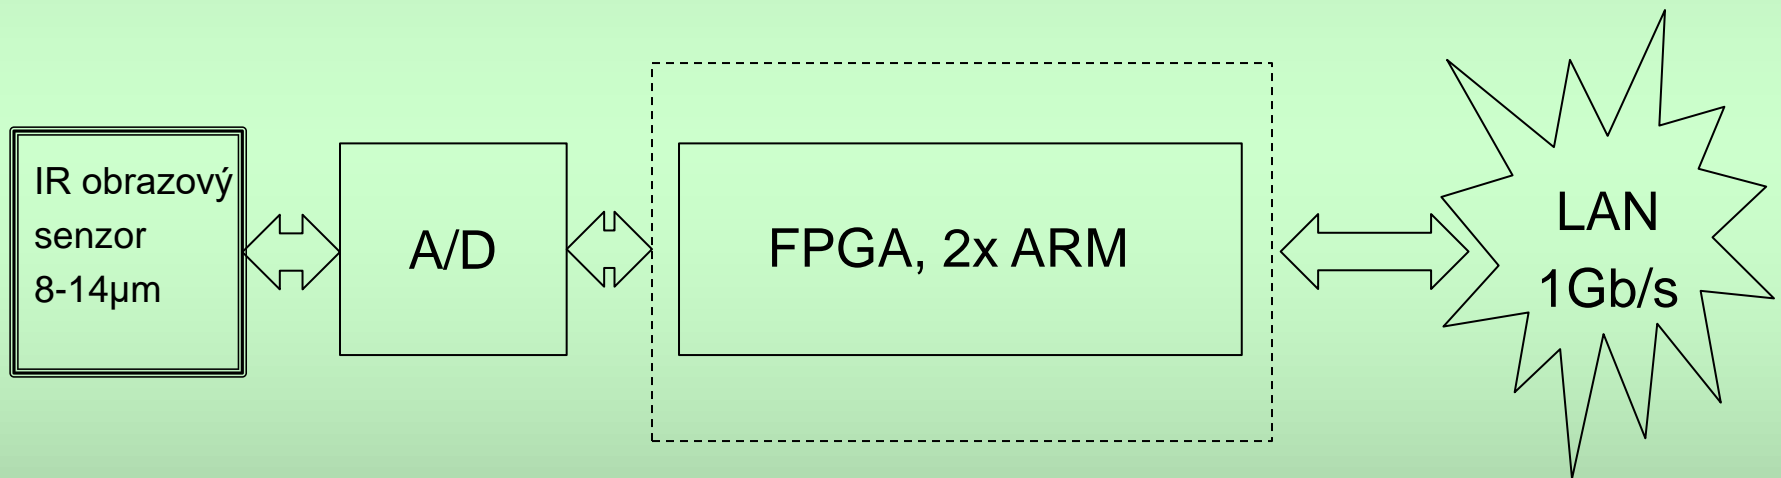 IR obrazový
senzor
8-14µm
A/D
FPGA, 2x ARM
LAN
1Gb/s